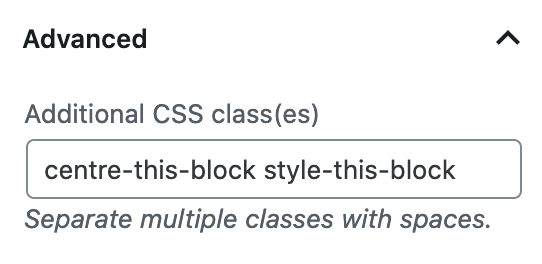 Advanced
Additional CSS class(es)
centre-this-block style-this-block
Separate multiple classes with spaces.